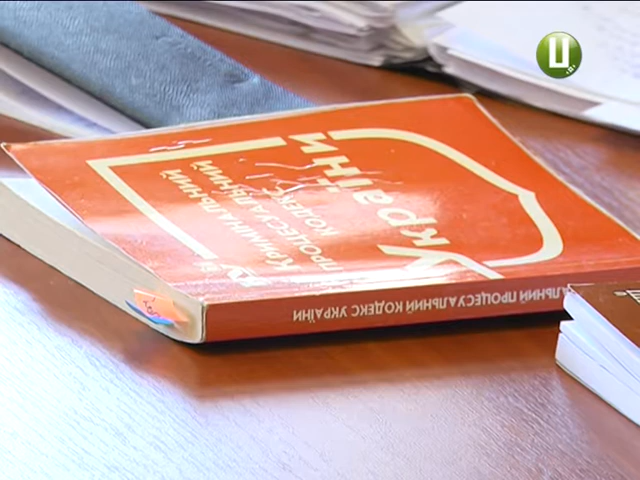 Ц
КРИМІНАЛЬНИЙ
ПРОЦЕСУАЛЬНИЙ
КОДЕКС
України
ПРОЦЕСУАЛЬНИЙ КОДЕКС УКРАЇНИ